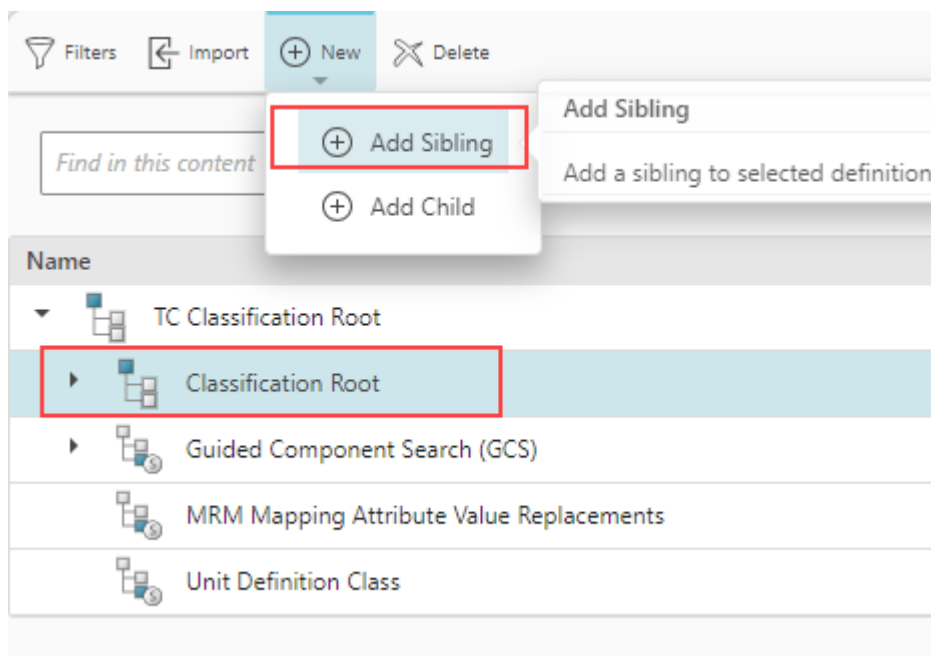 Filters Import New Delete
Add Sibling
Add Sibling
Find in this content
Add a sibling to selected definition
Add Child
Name
TC Classification Root
Classification Root
Guided Component Search (GCS)
MRM Mapping Attribute Value Replacements
Unit Definition Class